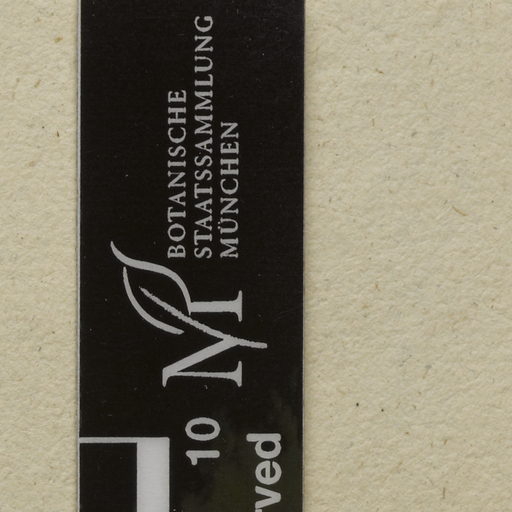 BOTANISCHE
STAATSSAMMLUNG
MÜNCHEN
M
10
rved